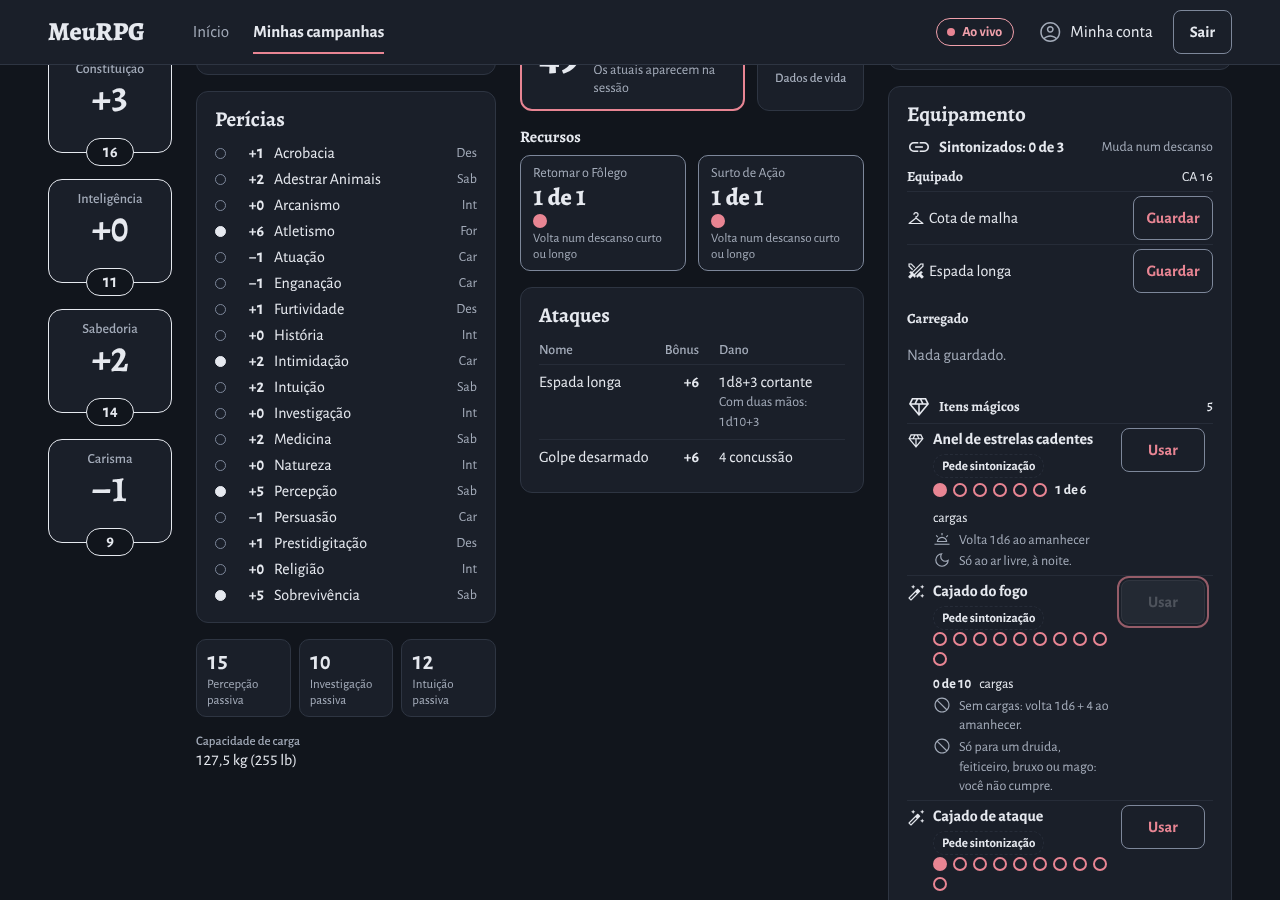 MeuRPG
Início
Minhas campanhas
Ao vivo
Minha conta
Sair
Constituição
+3
16
Inteligência
+0
11
Sabedoria
+2
14
Carisma
−1
9
Perícias
+1 Acrobacia Des
+2 Adestrar Animais Sab
+0 Arcanismo Int
+6 Atletismo For
−1 Atuação Car
−1 Enganação Car
+1 Furtividade Des
+0 História Int
+2 Intimidação Car
+2 Intuição Sab
+0 Investigação Int
+2 Medicina Sab
+0 Natureza Int
+5 Percepção Sab
−1 Persuasão Car
+1 Prestidigitação Des
+0 Religião Int
+5 Sobrevivência Sab
15
Percepção
passiva
10
Investigação
passiva
12
Intuição
passiva
Capacidade de carga
127,5 kg (255 lb)
Os atuais aparecem na
sessão
Dados de vida
Recursos
Retomar o Fôlego
1 de 1
Volta num descanso curto
ou longo
Surto de Ação
1 de 1
Volta num descanso curto
ou longo
Ataques
Nome Bônus Dano
Espada longa +6 1d8+3 cortante
Com duas mãos:
1d10+3
Golpe desarmado +6 4 concussão
Equipamento
Sintonizados: 0 de 3 Muda num descanso
Equipado CA 16
Cota de malha Guardar
Espada longa Guardar
Carregado
Nada guardado.
Itens mágicos 5
Anel de estrelas cadentes Usar
Pede sintonização
1 de 6
cargas
Volta 1d6 ao amanhecer
Só ao ar livre, à noite.
Cajado do fogo Usar
Pede sintonização
0 de 10 cargas
Sem cargas: volta 1d6 + 4 ao
amanhecer.
Só para um druida,
feiticeiro, bruxo ou mago:
você não cumpre.
Cajado de ataque Usar
Pede sintonização